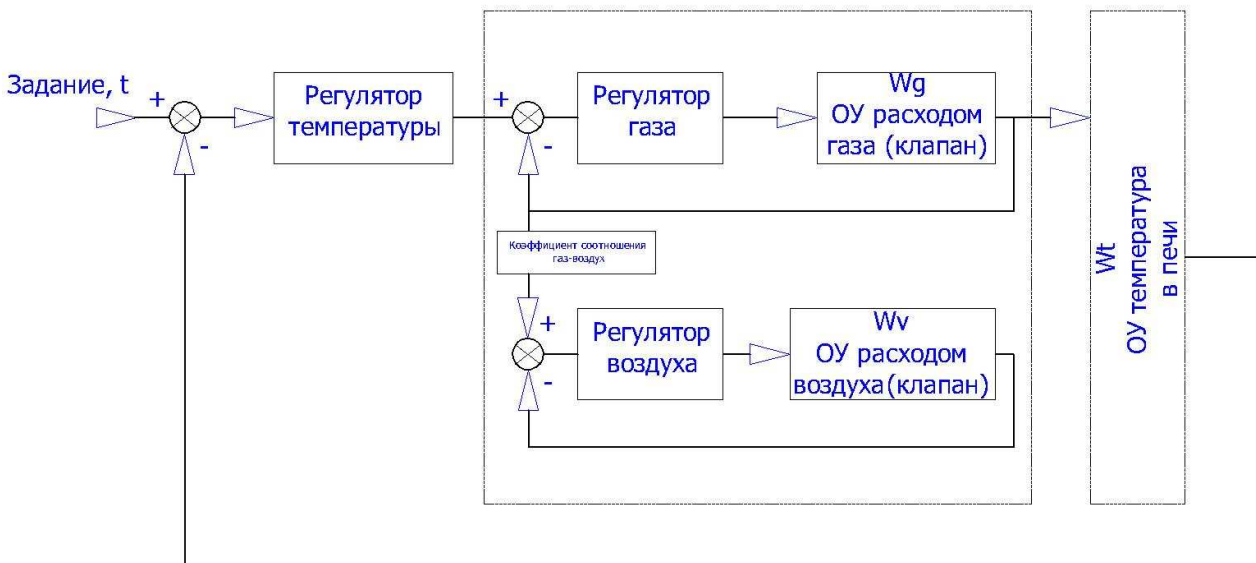 Задание, t
+
-
Регулятор
температуры
+
-
Регулятор
газа
Wg
ОУ расходом
газа (клапан)
Коэффициент соотношения
газ-воздух
+
-
Регулятор
воздуха
Wv
ОУ расходом
воздуха(клапан)
Wt
ОУ температура
в печи